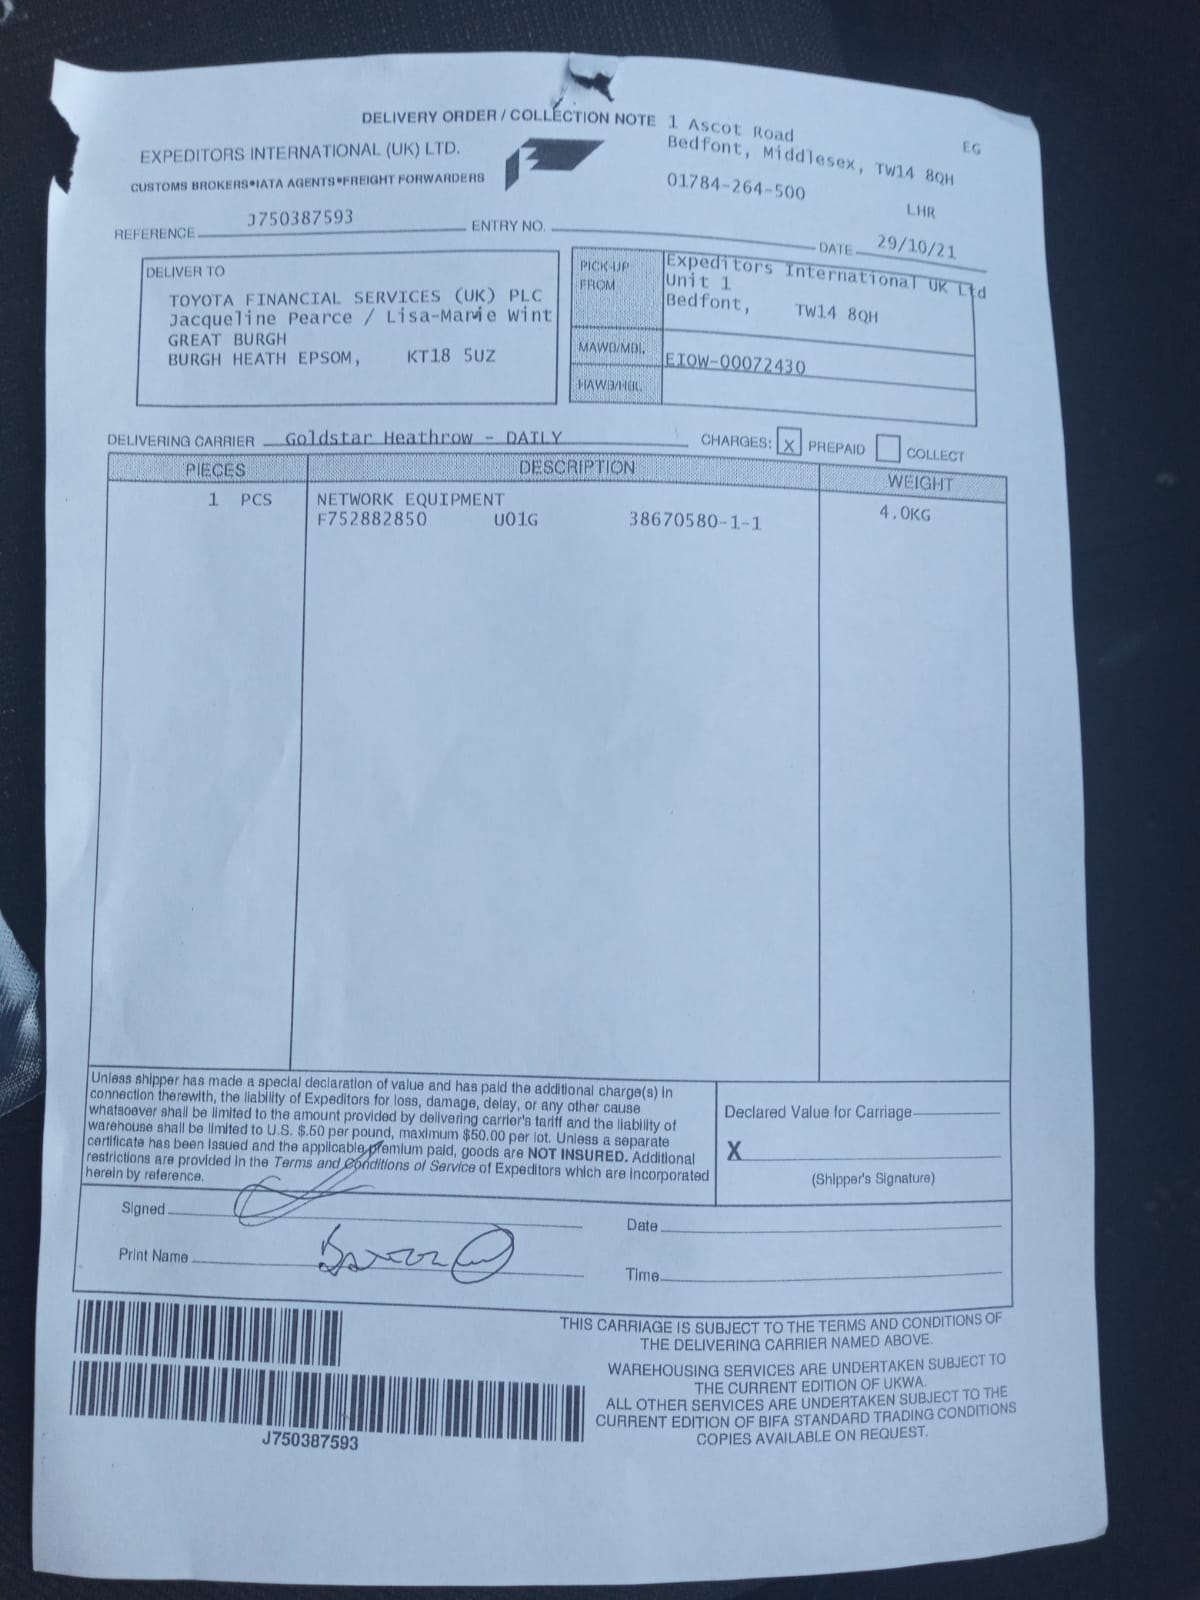 DELIVERY ORDER / COLLECTION NOTE 1 Ascot Road
Bedfont, Middlesex, TW14 8QH
EG
01784-264-500
LHR
EXPEDITORS INTERNATIONAL (UK) LTD.
CUSTOMS BROKERS*IATA AGENTS*FREIGHT FORWARDERS
REFERENCE J750387593 ENTRY NO. DATE 29/10/21
DELIVER TO
TOYOTA FINANCIAL SERVICES (UK) PLC
Jacqueline Pearce / Lisa-Marie Wint
GREAT BURGH
BURGH HEATH EPSOM, KT18 5UZ
PICK-UP FROM
Expeditors International UK Ltd
Unit 1
Bedfont, TW14 8QH
MAWB/MBL EIOW-00072430
HAWB/HBL
DELIVERING CARRIER Goldstar Heathrow - DAILY CHARGES: X PREPAID COLLECT
PIECES DESCRIPTION WEIGHT
1 PCS NETWORK EQUIPMENT 4.0KG
F752882850 U01G 38670580-1-1
Unless shipper has made a special declaration of value and has paid the additional charge(s) in
connection therewith, the liability of Expeditors for loss, damage, delay, or any other cause
whatsoever shall be limited to the amount provided by delivering carrier's tariff and the liability of
warehouse shall be limited to U.S. $.50 per pound, maximum $50.00 per lot. Unless a separate
certificate has been issued and the applicable premium paid, goods are NOT INSURED. Additional
restrictions are provided in the Terms and Conditions of Service of Expeditors which are incorporated
herein by reference.
Declared Value for Carriage
X
(Shipper's Signature)
Signed
Date
Print Name
Time
J750387593
THIS CARRIAGE IS SUBJECT TO THE TERMS AND CONDITIONS OF
THE DELIVERING CARRIER NAMED ABOVE.
WAREHOUSING SERVICES ARE UNDERTAKEN SUBJECT TO
THE CURRENT EDITION OF UKWA.
ALL OTHER SERVICES ARE UNDERTAKEN SUBJECT TO THE
CURRENT EDITION OF BIFA STANDARD TRADING CONDITIONS
COPIES AVAILABLE ON REQUEST.